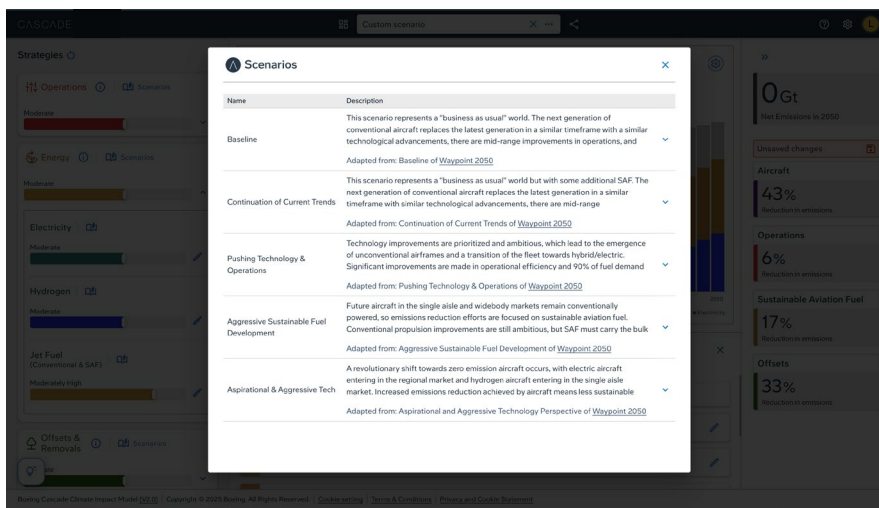 CASCADE
Custom scenario
Strategies
Operations
Scenarios
Moderate
Energy
Scenarios
Moderate
Electricity
Moderate
Hydrogen
Moderate
Jet Fuel
(Conventional & SAF)
Moderately High
Offsets &
Removals
Scenarios
Scenarios
Name Description
Baseline
This scenario represents a "business as usual" world. The next generation of
conventional aircraft replaces the latest generation in a similar timeframe with a similar
technological advancements, there are mid-range improvements in operations, and
Adapted from: Baseline of Waypoint 2050
Continuation of Current Trends
This scenario represents a "business as usual" world but with some additional SAF. The
next generation of conventional aircraft replaces the latest generation in a similar
timeframe with similar technological advancements, there are mid-range
Adapted from: Continuation of Current Trends of Waypoint 2050
Pushing Technology &
Operations
Technology improvements are prioritized and ambitious, which lead to the emergence
of unconventional airframes and a transition of the fleet towards hybrid/electric.
Significant improvements are made in operational efficiency and 90% of fuel demand
Adapted from: Pushing Technology & Operations of Waypoint 2050
Aggressive Sustainable Fuel
Development
Future aircraft in the single aisle and widebody markets remain conventionally
powered, so emissions reduction efforts are focused on sustainable aviation fuel.
Conventional propulsion improvements are still ambitious, but SAF must carry the bulk
Adapted from: Aggressive Sustainable Fuel Development of Waypoint 2050
Aspirational & Aggressive Tech
A revolutionary shift towards zero emission aircraft occurs, with electric aircraft
entering in the regional market and hydrogen aircraft entering in the single aisle
market. Increased emissions reduction achieved by aircraft means less sustainable
Adapted from: Aspirational and Aggressive Technology Perspective of Waypoint 2050
L
0Gt
Net Emissions in 2050
Unsaved changes
Aircraft
43%
Reduction in emissions
Operations
6%
Reduction in emissions
Sustainable Aviation Fuel
17%
Reduction in emissions
Offsets
33%
Reduction in emissions
Boeing Cascade Climate Impact Model (V2.0) Copyright © 2025 Boeing. All Rights Reserved. Cookie setting Terms & Conditions Privacy and Cookie Statement